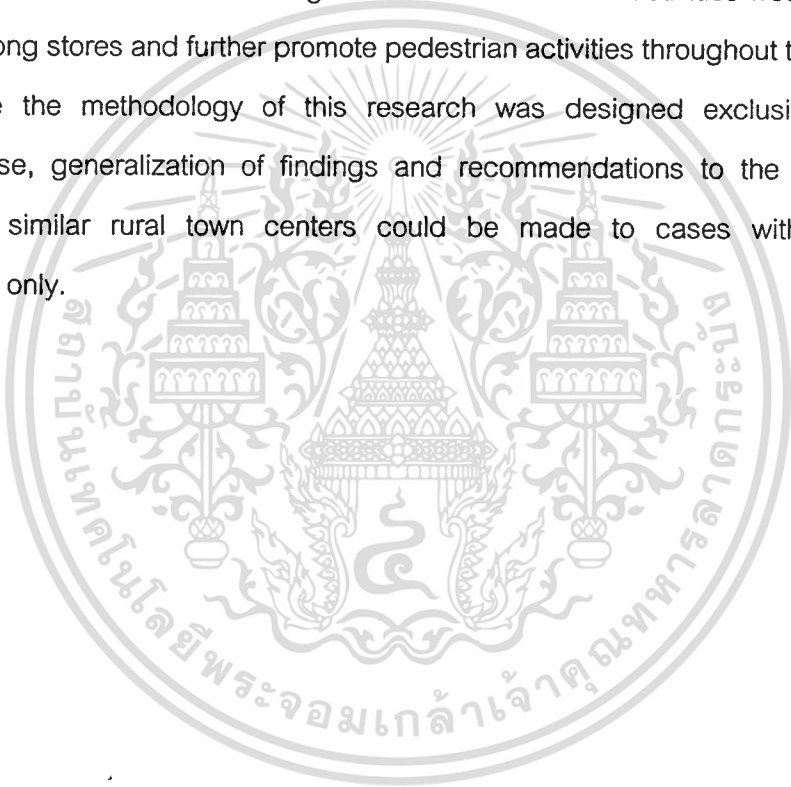 ong stores and further promote pedestrian activities throughout t
the methodology of this research was designed exclusi
se, generalization of findings and recommendations to the
similar rural town centers could be made to cases with
only.
สถาบันเทคโนโลยีพระจอมเกล้าเจ้าคุณทหารลาดกระบัง